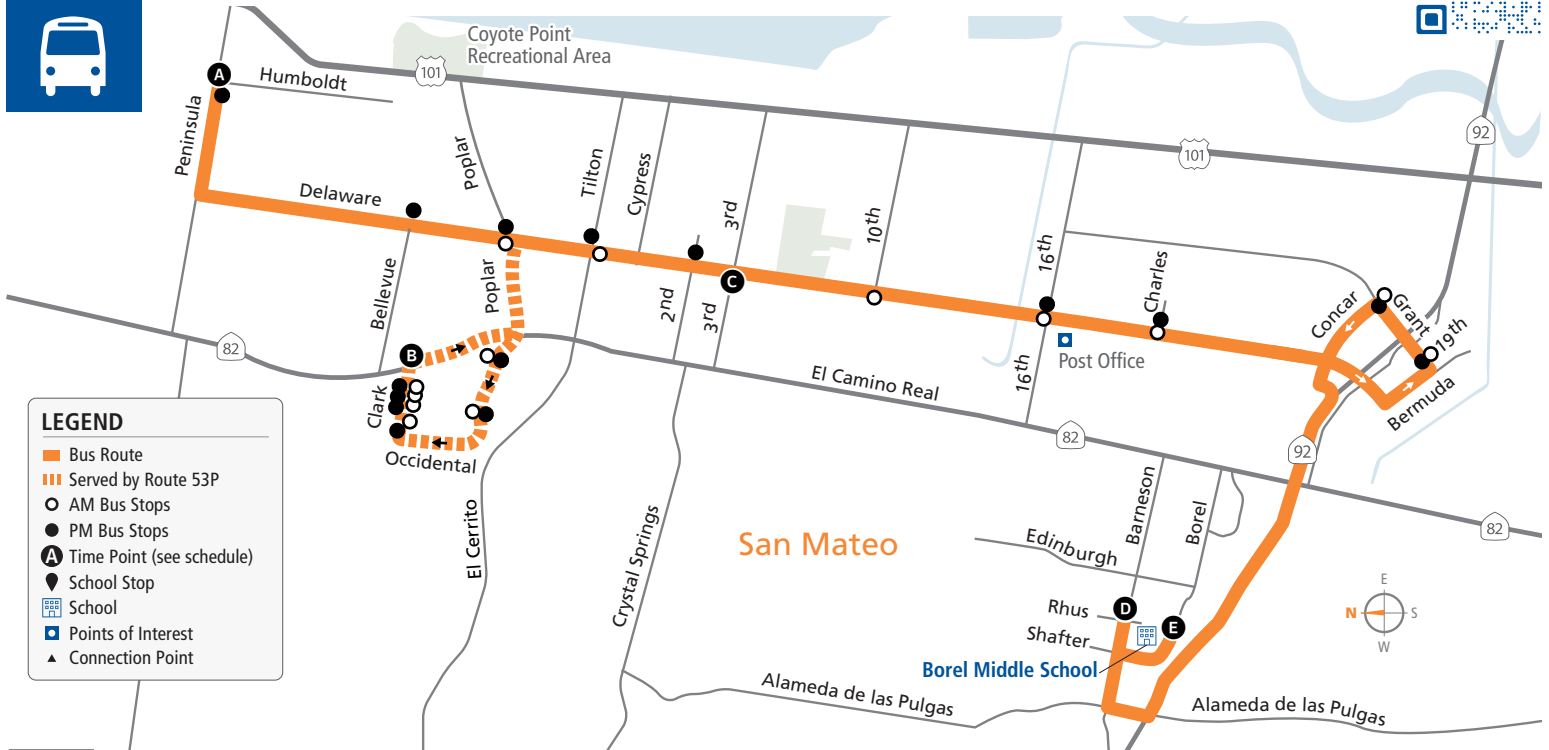 Coyote Point
Recreational Area
101
A
Humboldt
Peninsula
Poplar
Tilton
Cypress
3rd
10th
16th
101
92
Delaware
Bellevue
Poplar
2nd
3rd
C
Charles
Concar
Grant
19th
Bermuda
16th
Post Office
82
B
Clark
Occidental
El Camino Real
82
92
82
El Cerrito
Crystal Springs
San Mateo
Barneson
Borel
Edinburgh
Rhus
D
E
Shafter
Borel Middle School
Alameda de las Pulgas
Alameda de las Pulgas
E
N
S
W
LEGEND
Bus Route
Served by Route 53P
AM Bus Stops
PM Bus Stops
A Time Point (see schedule)
School Stop
School
Points of Interest
Connection Point